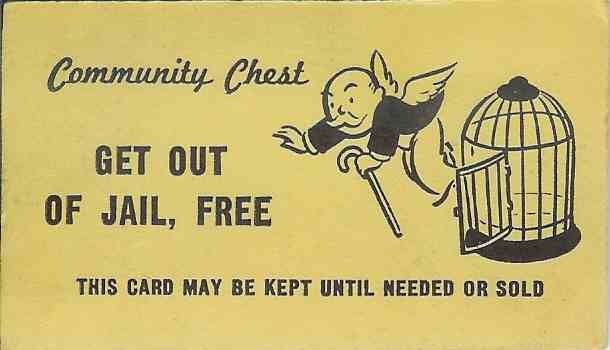 Community Chest
GET OUT
OF JAIL, FREE
THIS CARD MAY BE KEPT UNTIL NEEDED OR SOLD